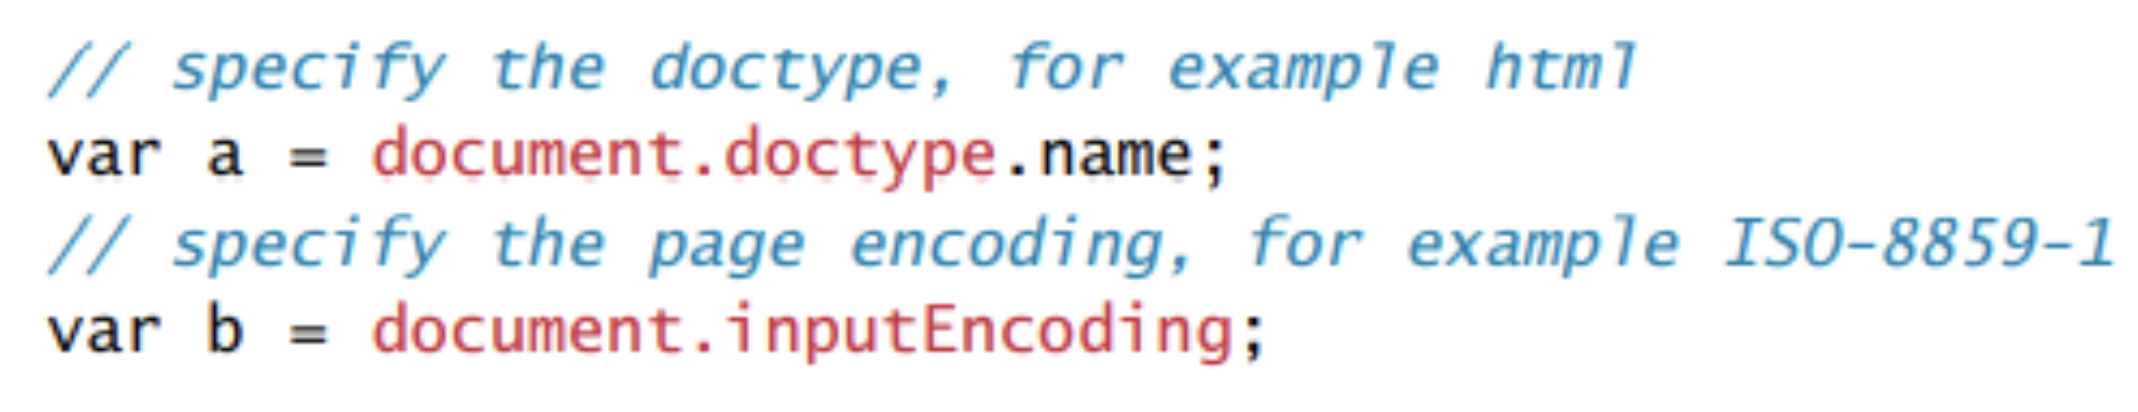 // specify the doctype, for example html
var a = document.doctype.name;
// specify the page encoding, for example ISO-8859-1
var b = document.inputEncoding;